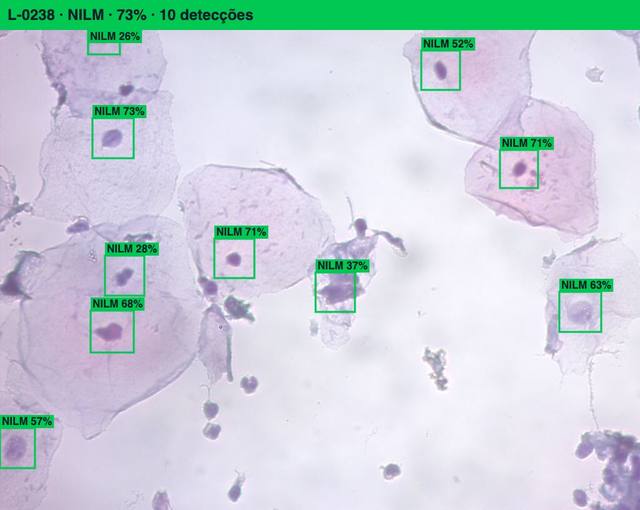 L-0238 · NILM · 73% · 10 detecções
NILM 26%
NILM 52%
NILM 73%
NILM 71%
NILM 71%
NILM 28%
NILM 37%
NILM 63%
NILM 68%
NILM 57%